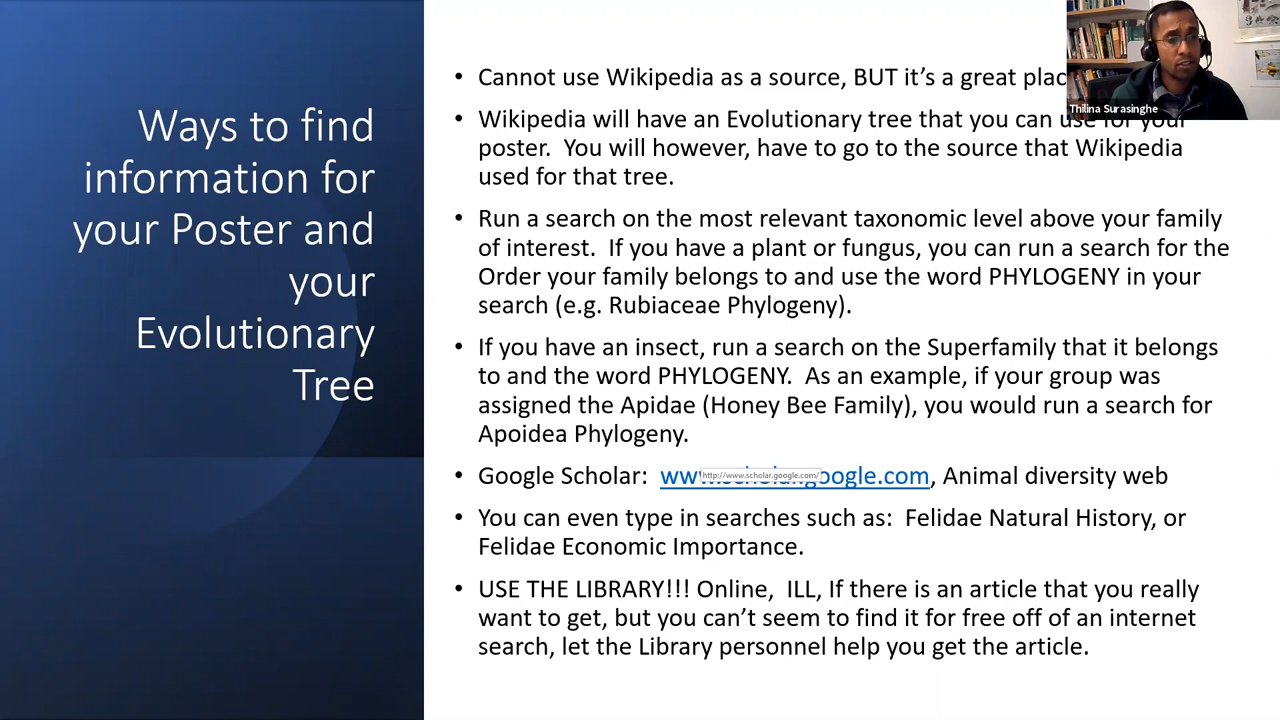 Ways to find
information for
your Poster and
your
Evolutionary
Tree
• Cannot use Wikipedia as a source, BUT it's a great
Thilina Surasinghe
• Wikipedia will have an Evolutionary tree that you can use for your
poster. You will however, have to go to the source that Wikipedia
used for that tree.
• Run a search on the most relevant taxonomic level above your family
of interest. If you have a plant or fungus, you can run a search for the
Order your family belongs to and use the word PHYLOGENY in your
search (e.g. Rubiaceae Phylogeny).
• If you have an insect, run a search on the Superfamily that it belongs
to and the word PHYLOGENY. As an example, if your group was
assigned the Apidae (Honey Bee Family), you would run a search for
Apoidea Phylogeny.
• Google Scholar: www.scholar.google.com, Animal diversity web
http://www.scholar.google.com/
• You can even type in searches such as: Felidae Natural History, or
Felidae Economic Importance.
• USE THE LIBRARY!!! Online, ILL, If there is an article that you really
want to get, but you can't seem to find it for free off of an internet
search, let the Library personnel help you get the article.